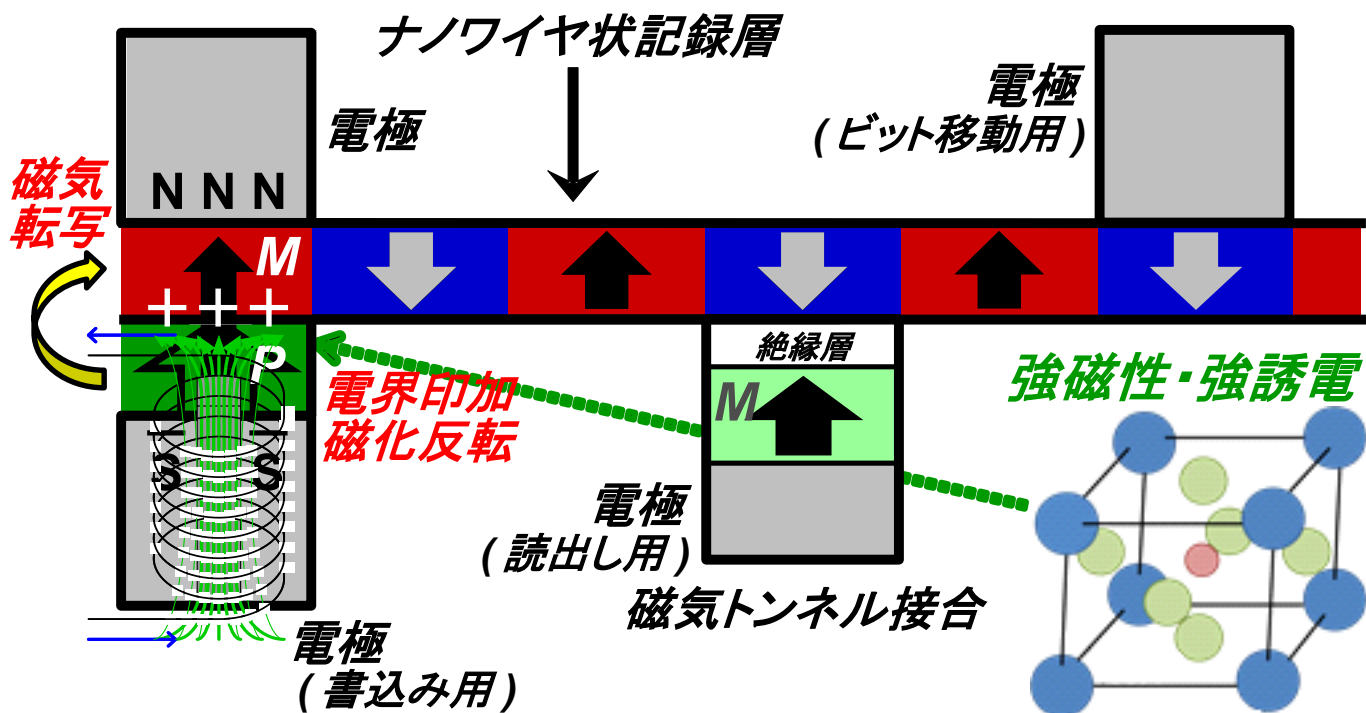 ナノワイヤ状記録層
電極
電極
(ビット移動用)
磁気
転写
N N N
M
+ + +
P
絶縁層
M
電界印加
磁化反転
強磁性・強誘電
S S
電極
(読出し用)
磁気トンネル接合
電極
(書込み用)